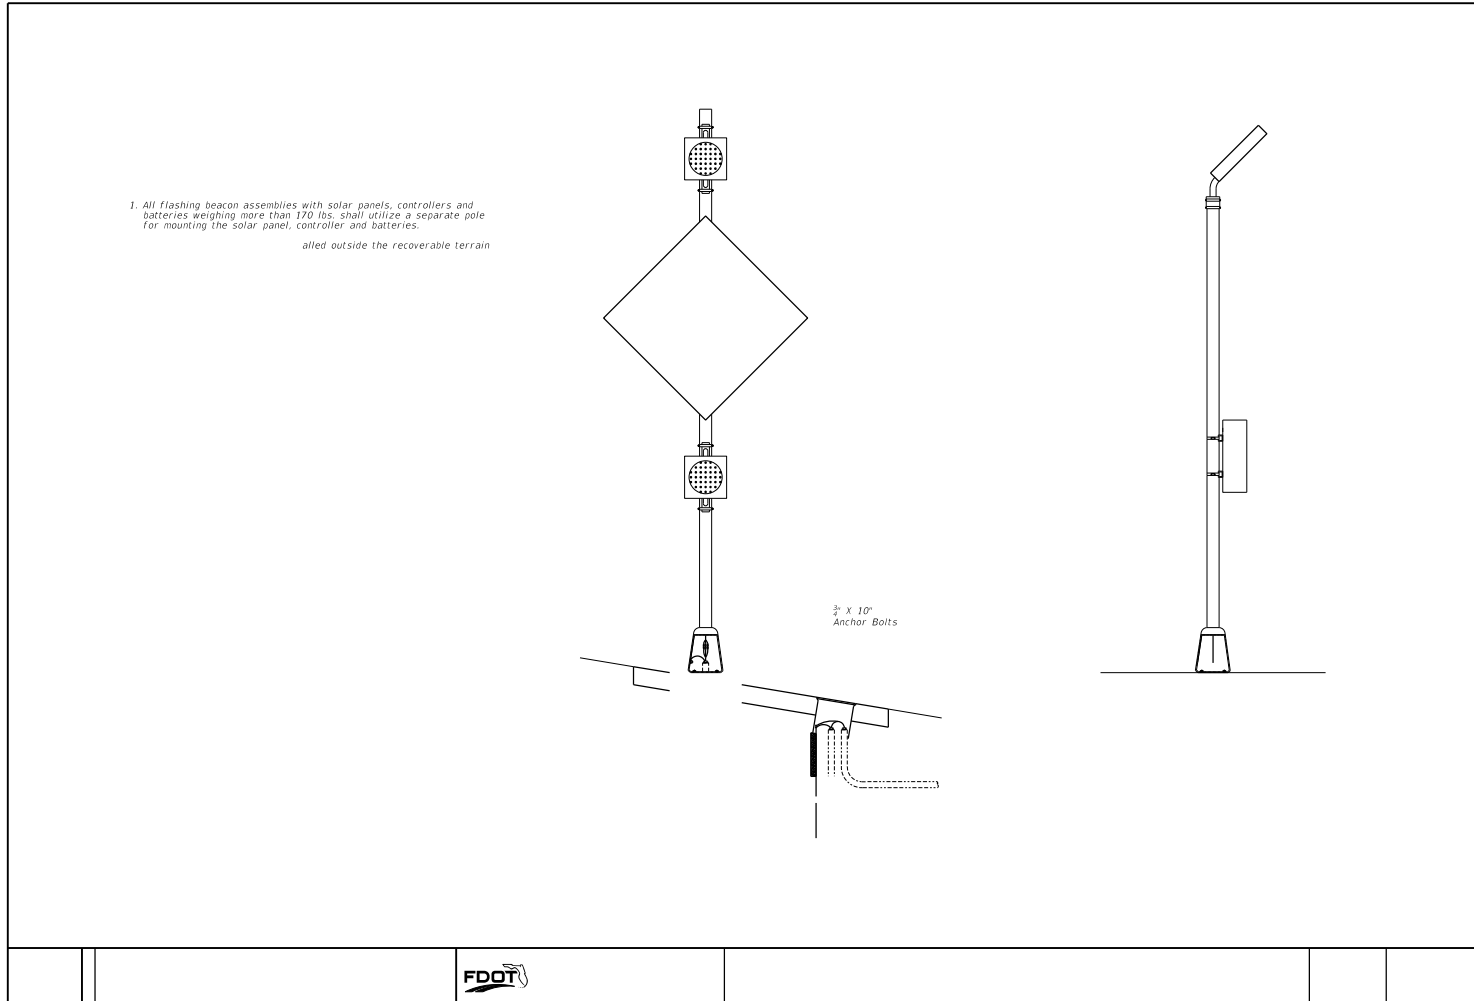 1. All flashing beacon assemblies with solar panels, controllers and
batteries weighing more than 170 lbs. shall utilize a separate pole
for mounting the solar panel, controller and batteries.
alled outside the recoverable terrain
3/4" X 10"
Anchor Bolts
FDOT